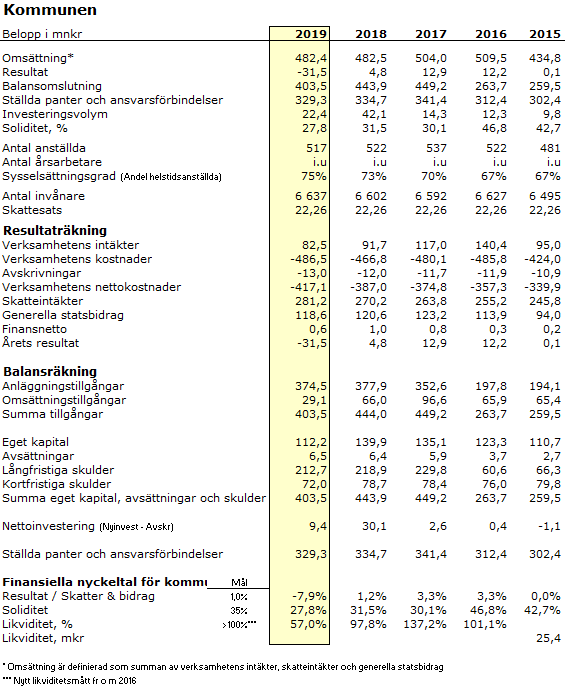 Kommunen
Belopp i mnkr 2019 2018 2017 2016 2015
Omsättning* 482,4 482,5 504,0 509,5 434,8
Resultat -31,5 4,8 12,9 12,2 0,1
Balansomslutning 403,5 443,9 449,2 263,7 259,5
Ställda panter och ansvarsförbindelser 329,3 334,7 341,4 312,4 302,4
Investeringsvolym 22,4 42,1 14,3 12,3 9,8
Soliditet, % 27,8 31,5 30,1 46,8 42,7
Antal anställda 517 522 537 522 481
Antal årsarbetare i.u i.u i.u i.u i.u
Sysselsättningsgrad (Andel helstidsanställda) 75% 73% 70% 67% 67%
Antal invånare 6 637 6 602 6 592 6 627 6 495
Skattesats 22,26 22,26 22,26 22,26 22,26
Resultaträkning
Verksamhetens intäkter 82,5 91,7 117,0 140,4 95,0
Verksamhetens kostnader -486,5 -466,8 -480,1 -485,8 -424,0
Avskrivningar -13,0 -12,0 -11,7 -11,9 -10,9
Verksamhetens nettokostnader -417,1 -387,0 -374,8 -357,3 -339,9
Skatteintäkter 281,2 270,2 263,8 255,2 245,8
Generella statsbidrag 118,6 120,6 123,2 113,9 94,0
Finansnetto 0,6 1,0 0,8 0,3 0,2
Årets resultat -31,5 4,8 12,9 12,2 0,1
Balansräkning
Anläggningstillgångar 374,5 377,9 352,6 197,8 194,1
Omsättningstillgångar 29,1 66,0 96,6 65,9 65,4
Summa tillgångar 403,5 444,0 449,2 263,7 259,5
Eget kapital 112,2 139,9 135,1 123,3 110,7
Avsättningar 6,5 6,4 5,9 3,7 2,7
Långfristiga skulder 212,7 218,9 229,8 60,6 66,3
Kortfristiga skulder 72,0 78,7 78,4 76,0 79,8
Summa eget kapital, avsättningar och skulder 403,5 443,9 449,2 263,7 259,5
Nettoinvestering (Nyinvest - Avskr) 9,4 30,1 2,6 0,4 -1,1
Ställda panter och ansvarsförbindelser 329,3 334,7 341,4 312,4 302,4
Finansiella nyckeltal för kommu Mål
Resultat / Skatter & bidrag 1,0% -7,9% 1,2% 3,3% 3,3% 0,0%
Soliditet 35% 27,8% 31,5% 30,1% 46,8% 42,7%
Likviditet, % >100%*** 57,0% 97,8% 137,2% 101,1%
Likviditet, mkr 25,4
* Omsättning är definierad som summan av verksamhetens intäkter, skatteintäkter och generella statsbidrag
*** Nytt likviditetsmått fr o m 2016